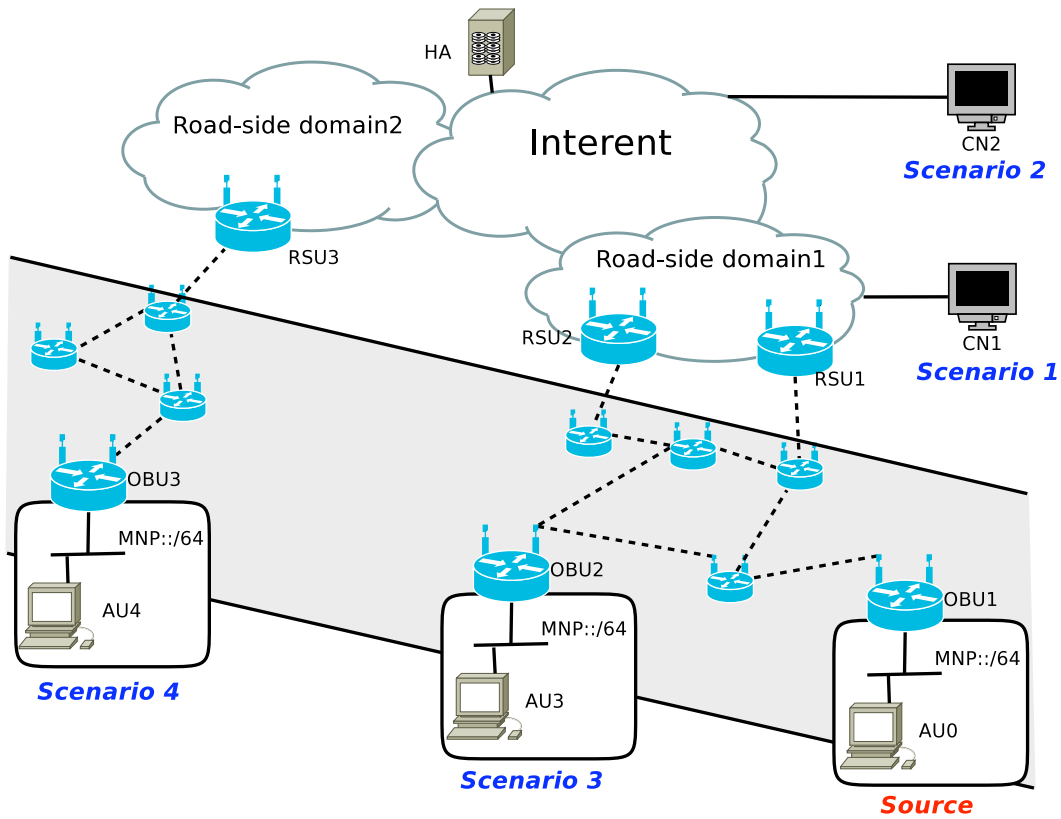 HA
Road-side domain2
Interent
CN2
Scenario 2
RSU3
Road-side domain1
RSU2
RSU1
CN1
Scenario 1
OBU3
MNP::/64
AU4
Scenario 4
OBU2
MNP::/64
AU3
Scenario 3
OBU1
MNP::/64
AU0
Source